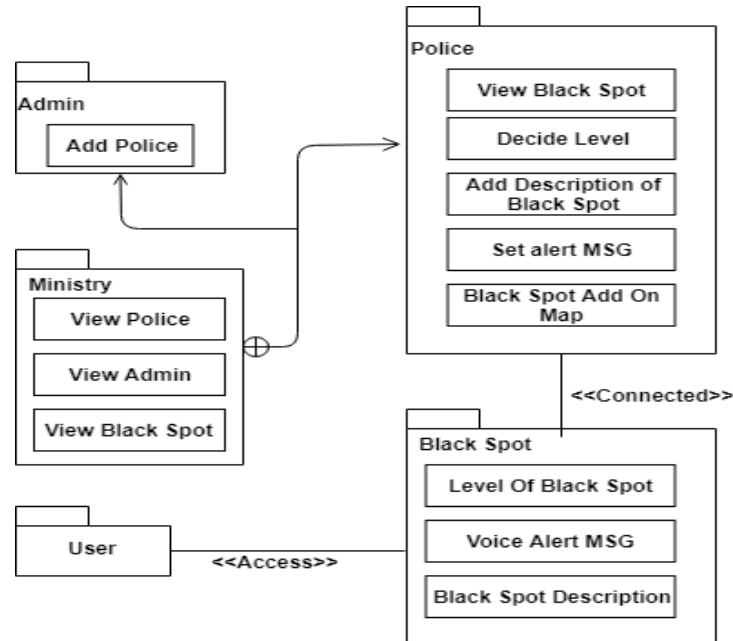 Admin
Add Police
Ministry
View Police
View Admin
View Black Spot
User
<<Access>>
Police
View Black Spot
Decide Level
Add Description of
Black Spot
Set alert MSG
Black Spot Add On
Map
<<Connected>>
Black Spot
Level Of Black Spot
Voice Alert MSG
Black Spot Description